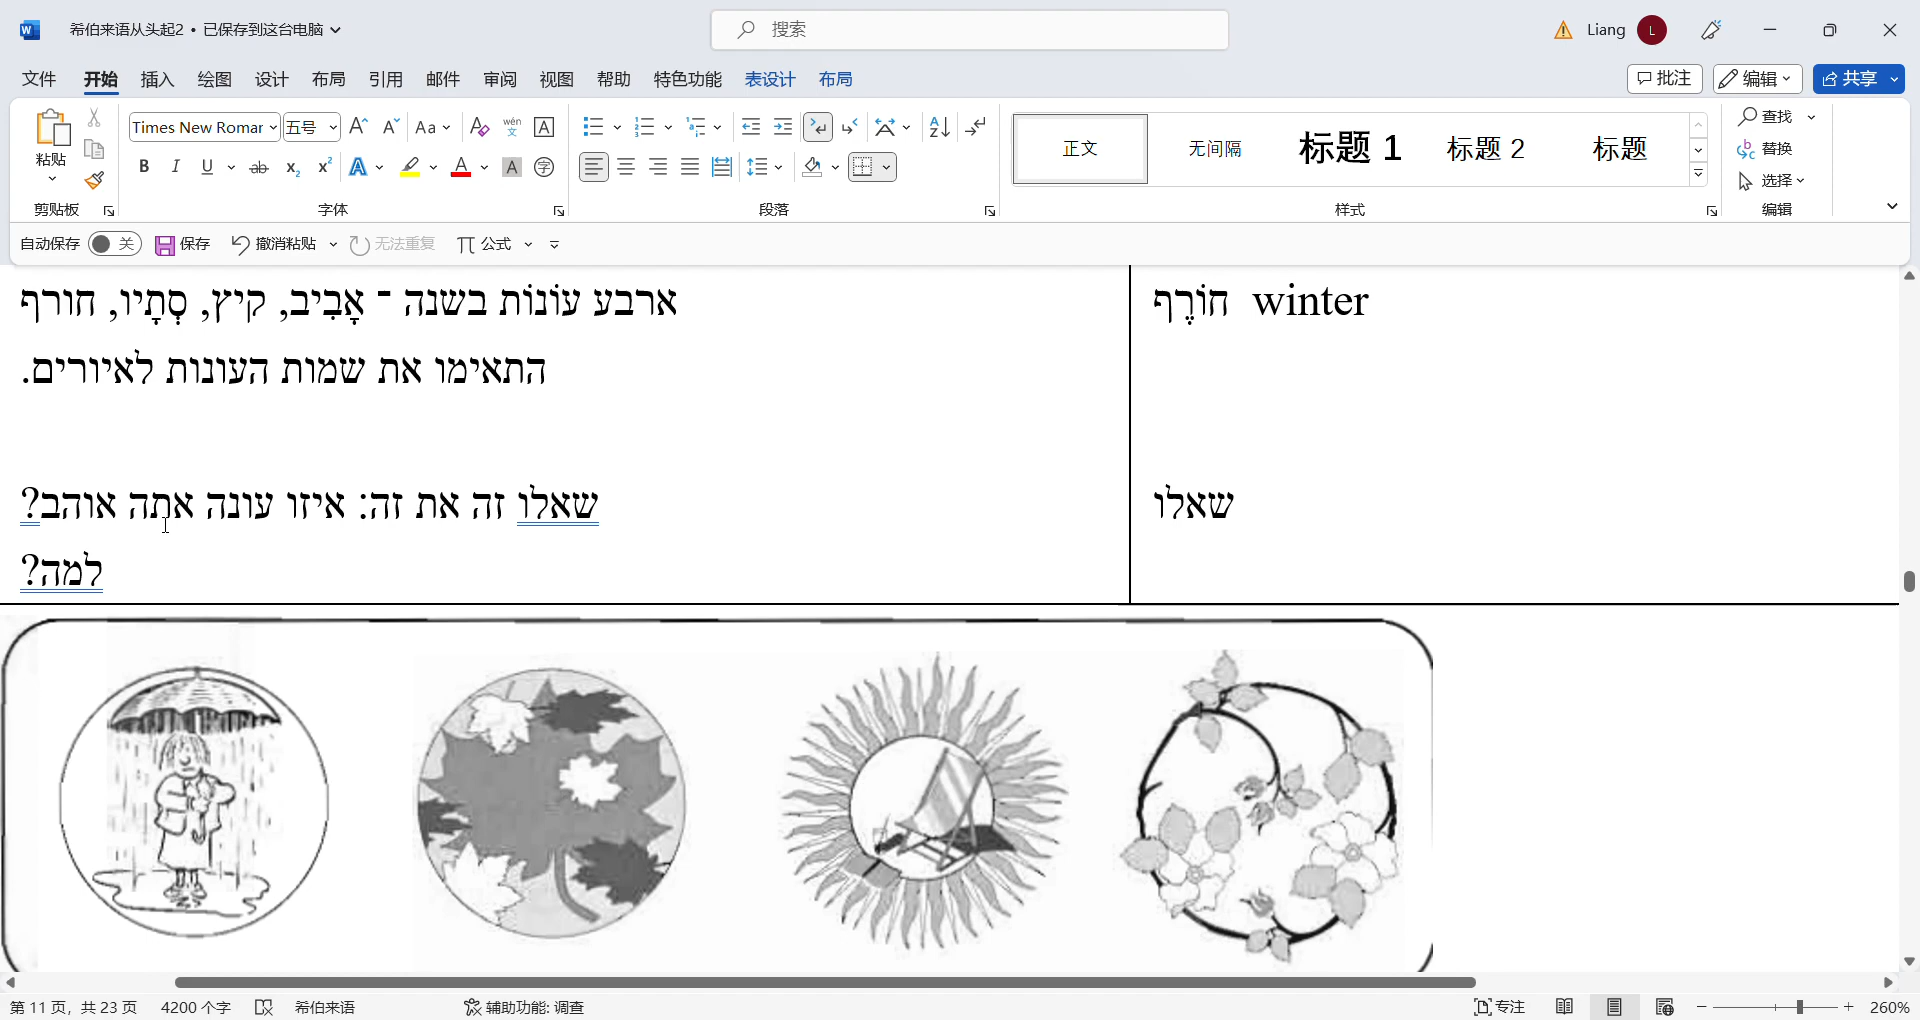 希伯来语从头起2 • 已保存到这台电脑
搜索
Liang
L
文件 开始 插入 绘图 设计 布局 引用 邮件 审阅 视图 帮助 特色功能 表设计 布局
批注 编辑 共享
粘贴
剪贴板
Times New Romar 五号
字体
段落
正文 无间隔 标题 1 标题 2 标题
样式
查找
替换
选择
编辑
自动保存 关 保存 撤消粘贴 无法重复 公式
ארבע עוֹנוֹת בשנה - אָבִיב, קיץ, סְתָיו, חורף
התאימו את שמות העונות לאיורים.
שאלו זה את זה: איזו עונה אתה אוהב?
למה?
חוֹרֶף winter
שאלו
第 11 页，共 23 页 4200 个字 希伯来语 辅助功能: 调查 专注 260%